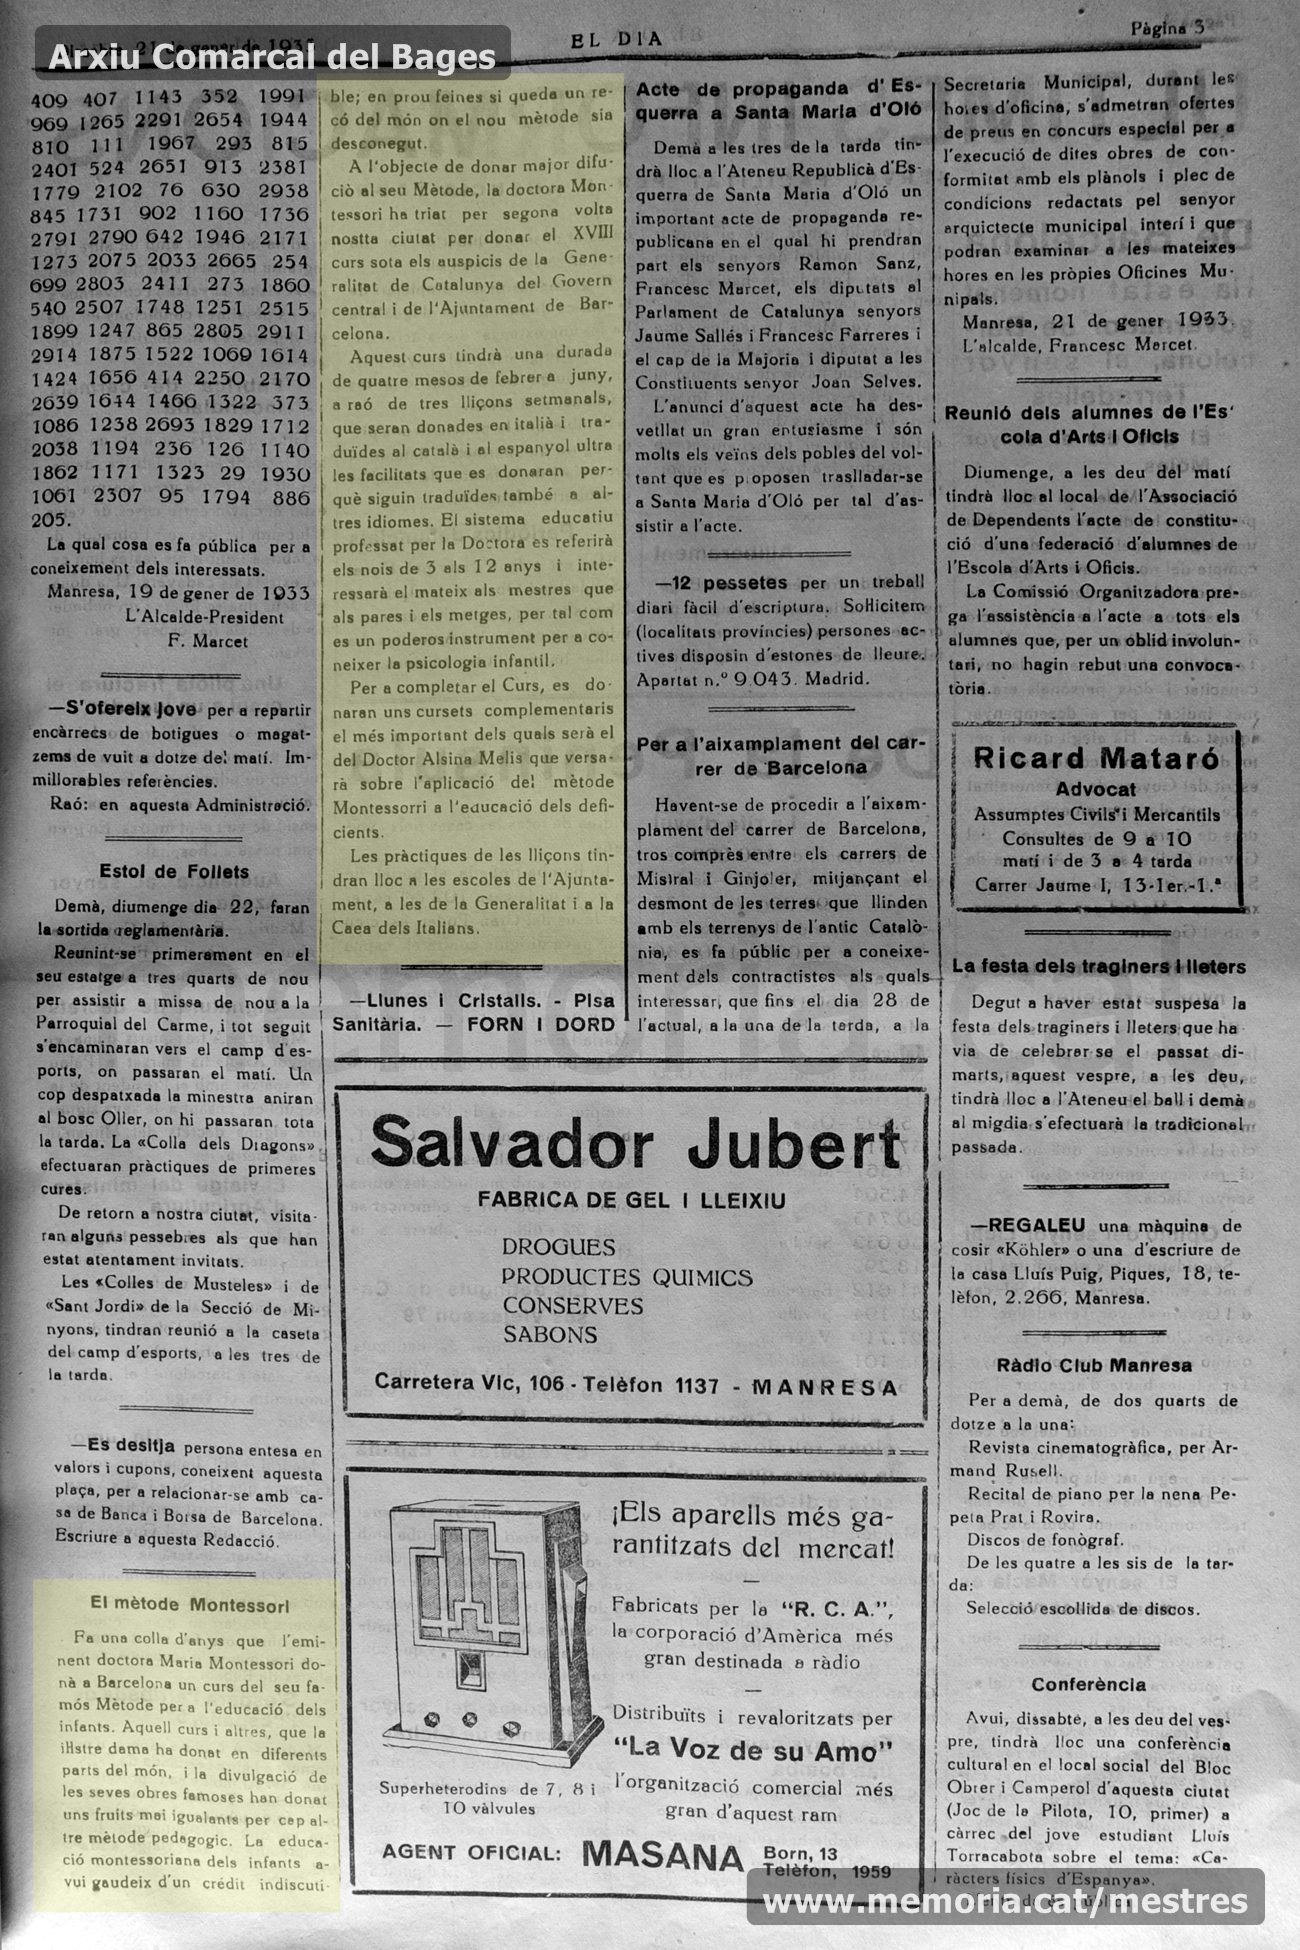 Arxiu Comarcal del Bages
21 de gener de 1933
EL DIA
Pàgina 3
409 407 1143 352 1991
969 1265 2291 2654 1944
810 111 1967 293 815
2401 524 2651 913 2381
1779 2102 76 630 2938
845 1731 902 1160 1736
2791 2790 642 1946 2171
1273 2075 2033 2665 254
699 2803 2411 273 1860
540 2507 1748 1251 2515
1899 1247 865 2805 2911
2914 1875 1522 1069 1614
1424 1656 414 2250 2170
2639 1644 1466 1322 373
1086 1238 2693 1829 1712
2038 1194 236 126 1140
1862 1171 1323 29 1930
1061 2307 95 1794 886
205.
La qual cosa es fa pública per a
coneixement dels interessats.
Manresa, 19 de gener de 1933
L'Alcalde-President
F. Marcet
—S'ofereix jove per a repartir
encàrrecs de botigues o magat-
zems de vuit a dotze del matí. Im-
millorables referències.
Raó: en aquesta Administració.
Estol de Follets
Demà, diumenge dia 22, faran
la sortida reglamentària.
Reunint-se primerament en el
seu estatge a tres quarts de nou
per assistir a missa de nou a la
Parroquial del Carme, i tot seguit
s'encaminaran vers el camp d'es-
ports, on passaran el matí. Un
cop despatxada la minestra aniran
al bosc Oller, on hi passaran tota
la tarda. La «Colla dels Dragons»
efectuaran pràctiques de primeres
cures.
De retorn a nostra ciutat, visita-
ran alguns pessebres als que han
estat atentament invitats.
Les «Colles de Musteles» i de
«Sant Jordi» de la Secció de Mi-
nyons, tindran reunió a la caseta
del camp d'esports, a les tres de
la tarda.
—Es desitja persona entesa en
valors i cupons, coneixent aquesta
plaça, per a relacionar-se amb ca-
sa de Banca i Borsa de Barcelona.
Escriure a aquesta Redacció.
El mètode Montessori
Fa una colla d'anys que l'emi-
nent doctora Maria Montessori do-
nà a Barcelona un curs del seu fa-
mós Mètode per a l'educació dels
infants. Aquell curs i altres, que la
il·lstre dama ha donat en diferents
parts del món, i la divulgació de
les seves obres famoses han donat
uns fruits mai igualants per cap al-
tre mètode pedagogic. La educa-
ció montessoriana dels infants a-
vui gaudeix d'un crédit indiscuti-
ble; en prou feines si queda un re-
có del món on el nou mètode sia
desconegut.
A l'objecte de donar major difu-
ciò al seu Mètode, la doctora Mon-
tessori ha triat per segona volta
nostta ciutat per donar el XVIII
curs sota els auspicis de la Gene-
ralitat de Catalunya del Govern
central i de l'Ajuntament de Bar-
celona.
Aquest curs tindrà una durada
de quatre mesos de febrer a juny,
a raó de tres lliçons setmanals,
que seran donades en italià i tra-
duïdes al català i al espanyol ultra
les facilitats que es donaran per-
què siguin traduïdes també a al-
tres idiomes. El sistema educatiu
professat per la Doctora es referirà
els nois de 3 als 12 anys i inte-
ressarà el mateix als mestres que
als pares i els metges, per tal com
es un poderos instrument per a co-
neixer la psicologia infantil.
Per a completar el Curs, es do-
naran uns cursets complementaris
el més important dels quals serà el
del Doctor Alsina Melis que versa-
rà sobre l'aplicació del mètode
Montessorri a l'educació dels defi-
cients.
Les pràctiques de les lliçons tin-
dran lloc a les escoles de l'Ajunta-
ment, a les de la Generalitat i a la
Caea dels Italians.
—Llunes i Cristalls. - Pisa
Sanitària. — FORN I DORD
Acte de propaganda d'Es-
querra a Santa Maria d'Oló
Demà a les tres de la tarda tin-
drà lloc a l'Ateneu Republicà d'Es-
querra de Santa Maria d'Oló un
important acte de propaganda re-
publicana en el qual hi prendran
part els senyors Ramon Sanz,
Francesc Marcet, els diputats al
Parlament de Catalunya senyors
Jaume Sallés i Francesc Farreres i
el cap de la Majoria i diputat a les
Constituents senyor Joan Selves.
L'anunci d'aquest acte ha des-
vetllat un gran entusiasme i són
molts els veïns dels pobles del vol-
tant que es proposen traslladar-se
a Santa Maria d'Oló per tal d'as-
sistir a l'acte.
—12 pessetes per un treball
diari fàcil d'escriptura. Sol·licitem
(localitats províncies) persones ac-
tives disposin d'estones de lleure.
Apartat n.º 9.043. Madrid.
Per a l'aixamplament del car-
rer de Barcelona
Havent-se de procedir a l'aixam-
plament del carrer de Barcelona,
tros comprès entre els carrers de
Mistral i Ginjoler, mitjançant el
desmont de les terres que llinden
amb els terrenys de l'antic Catalò-
nia, es fa públic per a coneixe-
ment dels contractistes als quals
interessar, que fins el dia 28 de
l'actual, a la una de la tarda, a la
Secretaria Municipal, durant les
hores d'oficina, s'admetran ofertes
de preus en concurs especial per a
l'execució de dites obres de con-
formitat amb els plànols i plec de
condicions redactats pel senyor
arquictecte municipal interí i que
podran examinar a les mateixes
hores en les pròpies Oficines Mu-
nipals.
Manresa, 21 de gener 1933.
L'alcalde, Francesc Marcet.
Reunió dels alumnes de l'Es-
cola d'Arts i Oficis
Diumenge, a les deu del matí
tindrà lloc al local de l'Associació
de Dependents l'acte de constitu-
ció d'una federació d'alumnes de
l'Escola d'Arts i Oficis.
La Comissió Organitzadora pre-
ga l'assistència a l'acte a tots els
alumnes que, per un oblid involun-
tari, no hagin rebut una convoca-
tòria.
Ricard Mataró
Advocat
Assumptes Civils i Mercantils
Consultes de 9 a 10
matí i de 3 a 4 tarda
Carrer Jaume I, 13-1er.-1.ª
La festa dels traginers i lleters
Degut a haver estat suspesa la
festa dels traginers i lleters que ha-
via de celebrar-se el passat di-
marts, aquest vespre, a les deu,
tindrà lloc a l'Ateneu el ball i demà
al migdia s'efectuarà la tradicional
passada.
—REGALEU una màquina de
cosir «Köhler» o una d'escriure de
la casa Lluís Puig, Piques, 18, te-
lèfon, 2.266, Manresa.
Ràdio Club Manresa
Per a demà, de dos quarts de
dotze a la una:
Revista cinematogràfica, per Ar-
mand Rusell.
Recital de piano per la nena Pe-
peta Prat i Rovira.
Discos de fonògraf.
De les quatre a les sis de la tar-
da:
Selecció escollida de discos.
Conferència
Avui, dissabte, a les deu del ves-
pre, tindrà lloc una conferència
cultural en el local social del Bloc
Obrer i Camperol d'aquesta ciutat
(Joc de la Pilota, 10, primer) a
càrrec del jove estudiant Lluís
Torracabota sobre el tema: «Ca-
ràcters físics d'Espanya».
Salvador Jubert
FABRICA DE GEL I LLEIXIU
DROGUES
PRODUCTES QUIMICS
CONSERVES
SABONS
Carretera Vic, 106 - Telèfon 1137 - MANRESA
¡Els aparells més ga-
rantitzats del mercat!
Fabricats per la "R. C. A.",
la corporació d'Amèrica més
gran destinada a ràdio
Distribuïts i revaloritzats per
"La Voz de su Amo"
l'organització comercial més
gran d'aquest ram
Superheterodins de 7, 8 i
10 vàlvules
AGENT OFICIAL: MASANA Born, 13
Telèfon, 1959
www.memoria.cat/mestres